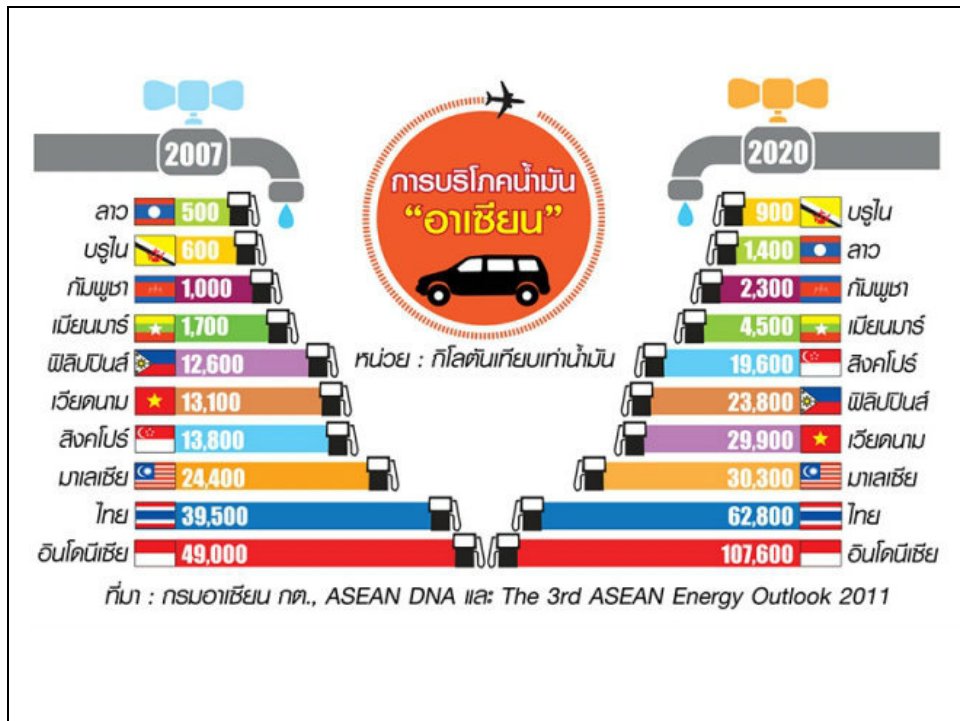 2007
2020
การบริโภคน้ำมัน
“อาเซียน”
หน่วย : กิโลตันเทียบเท่าน้ำมัน
ลาว 500
บรูไน 600
กัมพูชา 1,000
เมียนมาร์ 1,700
ฟิลิปปินส์ 12,600
เวียดนาม 13,100
สิงคโปร์ 13,800
มาเลเซีย 24,400
ไทย 39,500
อินโดนีเซีย 49,000
900 บรูไน
1,400 ลาว
2,300 กัมพูชา
4,500 เมียนมาร์
19,600 สิงคโปร์
23,800 ฟิลิปปินส์
29,900 เวียดนาม
30,300 มาเลเซีย
62,800 ไทย
107,600 อินโดนีเซีย
ที่มา : กรมอาเซียน กต., ASEAN DNA และ The 3rd ASEAN Energy Outlook 2011